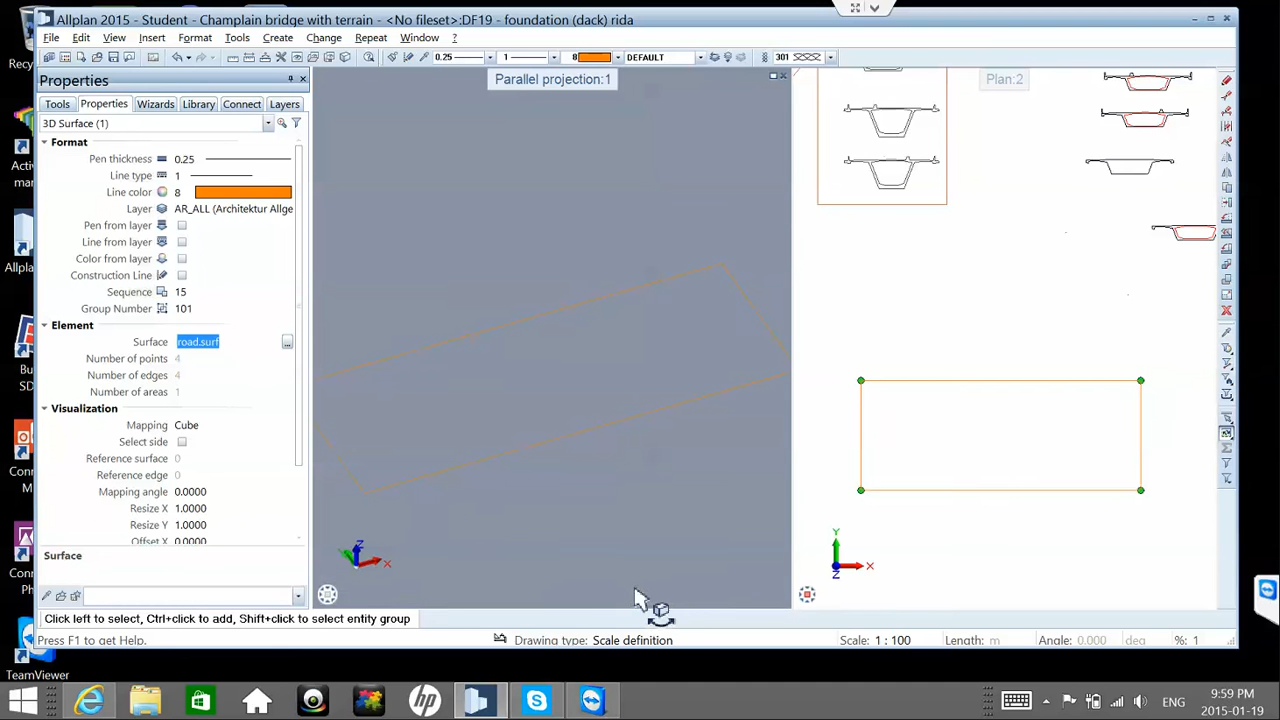 Allplan 2015 - Student - Champlain bridge with terrain - <No fileset>:DF19 - foundation (dack) rida
File Edit View Insert Format Tools Create Change Repeat Window ?
0.25 1 8 DEFAULT 301
Properties
Parallel projection:1
Plan:2
Tools Properties Wizards Library Connect Layers
3D Surface (1)
Format
Pen thickness 0.25
Line type 1
Line color 8
Layer AR_ALL (Architektur Allge
Pen from layer
Line from layer
Color from layer
Construction Line
Sequence 15
Group Number 101
Element
Surface road.surf
Number of points 4
Number of edges 4
Number of areas 1
Visualization
Mapping Cube
Select side
Reference surface 0
Reference edge 0
Mapping angle 0.0000
Resize X 1.0000
Resize Y 1.0000
Offset X 0.0000
Surface
Z
X
Y
X
Z
Click left to select, Ctrl+click to add, Shift+click to select entity group
Press F1 to get Help.
Drawing type: Scale definition
Scale: 1 : 100
Length: m
Angle: 0.000 deg
%: 1
TeamViewer
ENG
9:59 PM
2015-01-19